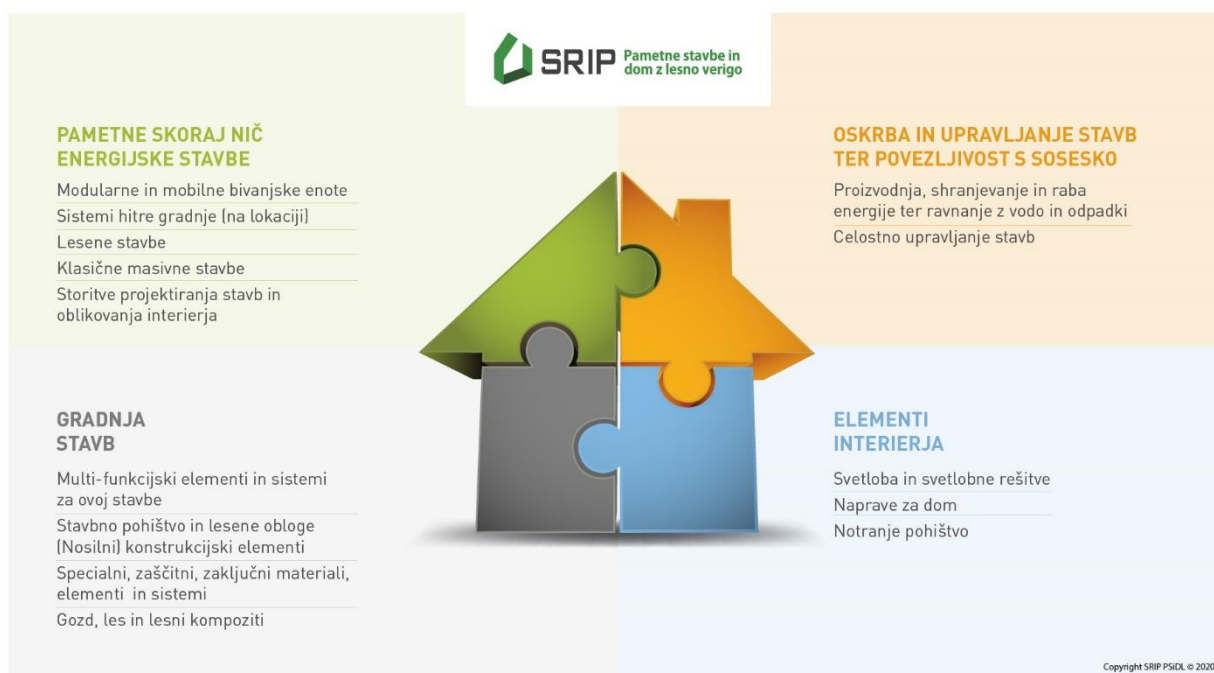 SRIP
Pametne stavbe in
dom z lesno verigo
PAMETNE SKORAJ NIČ
ENERGIJSKE STAVBE
Modularne in mobilne bivanjske enote
Sistemi hitre gradnje (na lokaciji)
Lesene stavbe
Klasične masivne stavbe
Storitve projektiranja stavb in
oblikovanja interierja
OSKRBA IN UPRAVLJANJE STAVB
TER POVEZLJIVOST S SOSESKO
Proizvodnja, shranjevanje in raba
energije ter ravnanje z vodo in odpadki
Celostno upravljanje stavb
GRADNJA
STAVB
Multi-funkcijski elementi in sistemi
za ovoj stavbe
Stavbno pohištvo in lesene obloge
(Nosilni) konstrukcijski elementi
Specialni, zaščitni, zaključni materiali,
elementi in sistemi
Gozd, les in lesni kompoziti
ELEMENTI
INTERIERJA
Svetloba in svetlobne rešitve
Naprave za dom
Notranje pohištvo
Copyright SRIP PSiDL © 2020